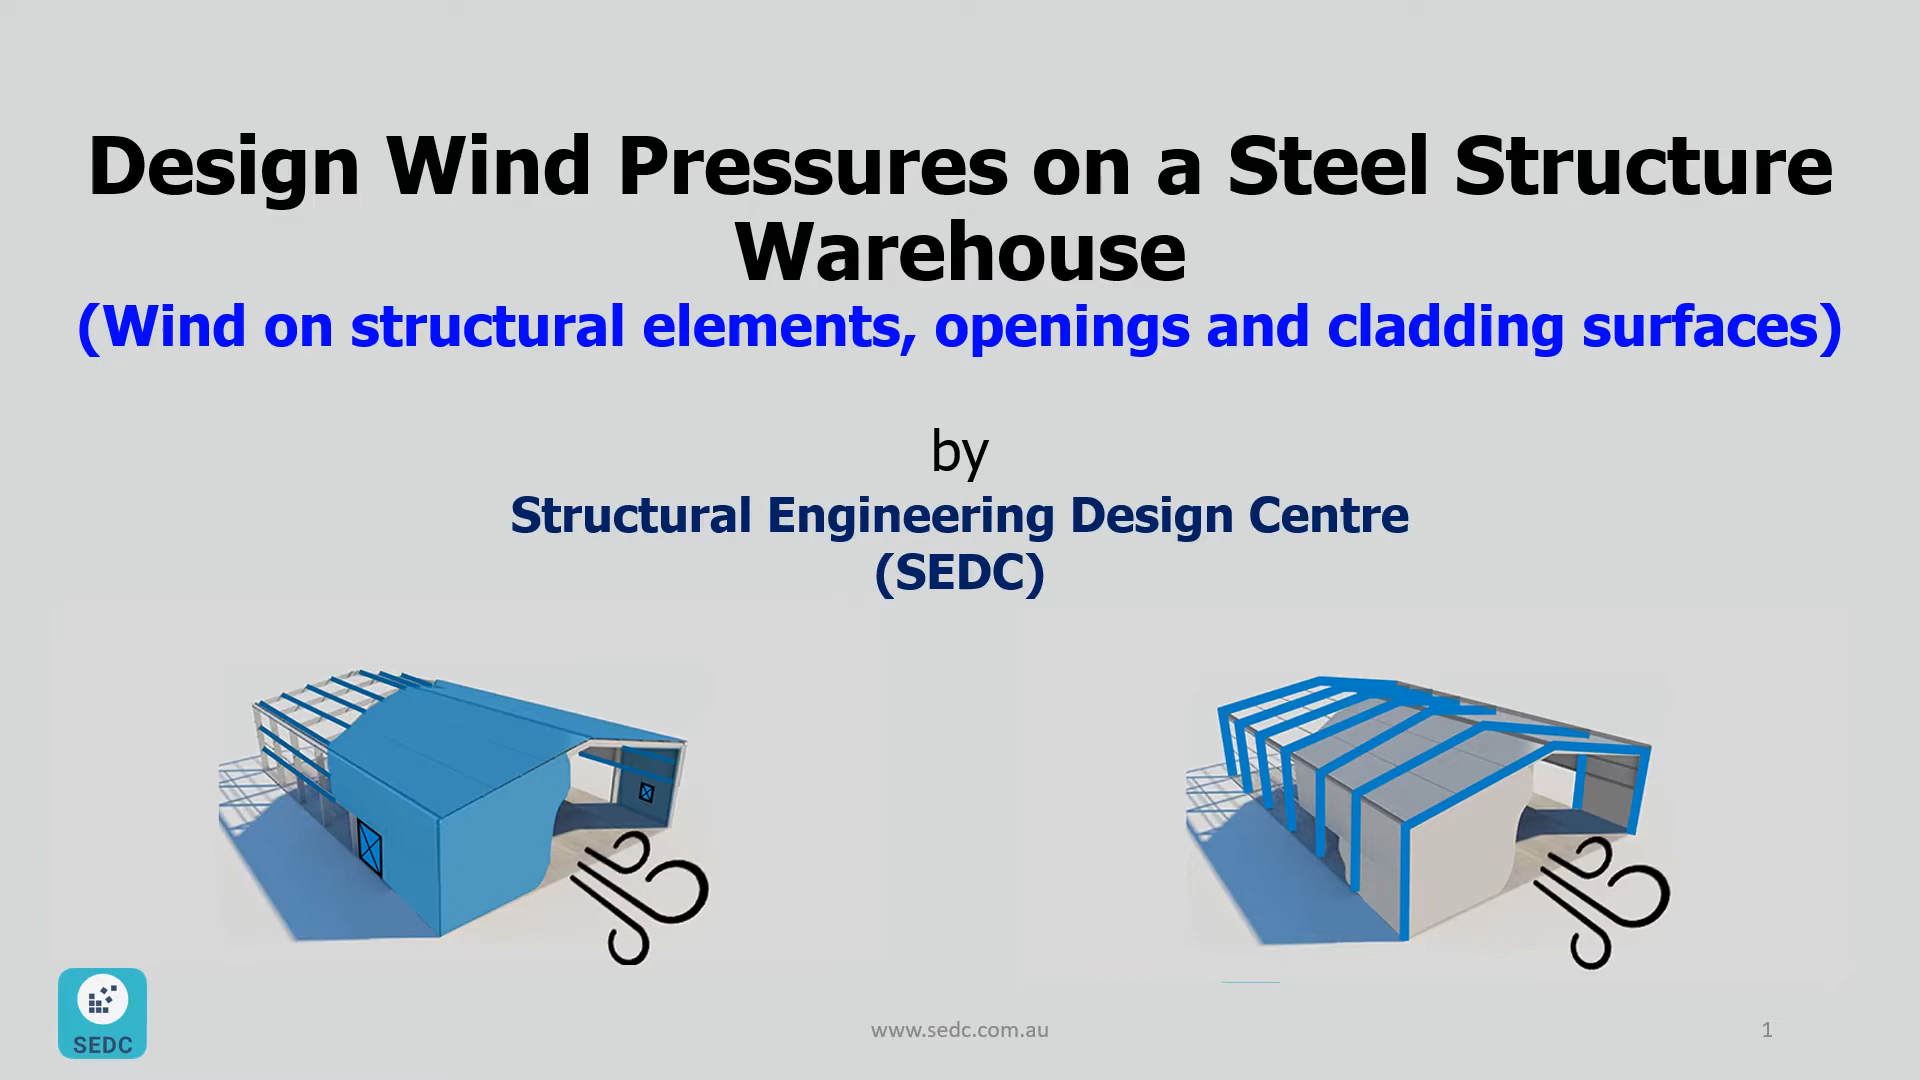 Design Wind Pressures on a Steel Structure
Warehouse
(Wind on structural elements, openings and cladding surfaces)
by
Structural Engineering Design Centre
(SEDC)
SEDC
www.sedc.com.au
1